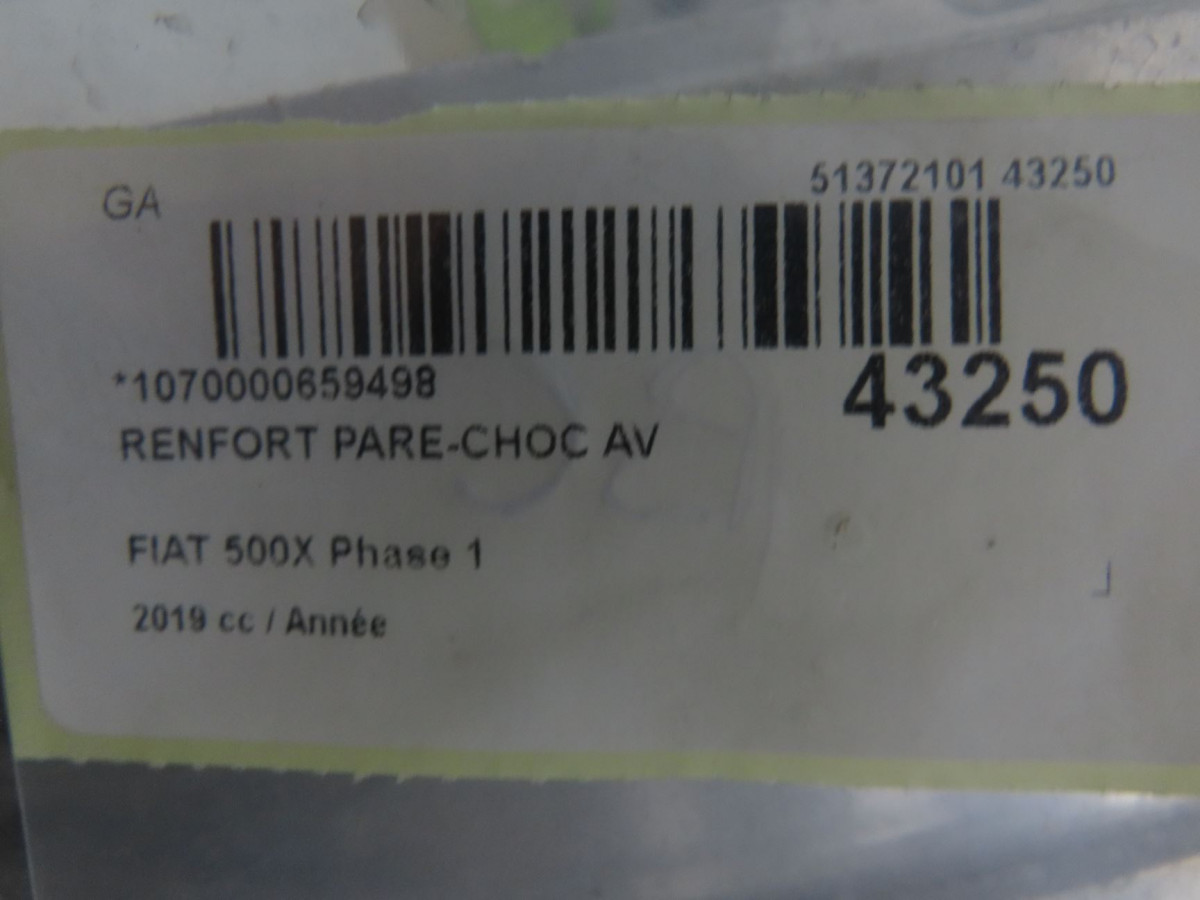 GA
51372101 43250
*1070000659498
43250
RENFORT PARE-CHOC AV
FIAT 500X Phase 1
2019 cc / Année